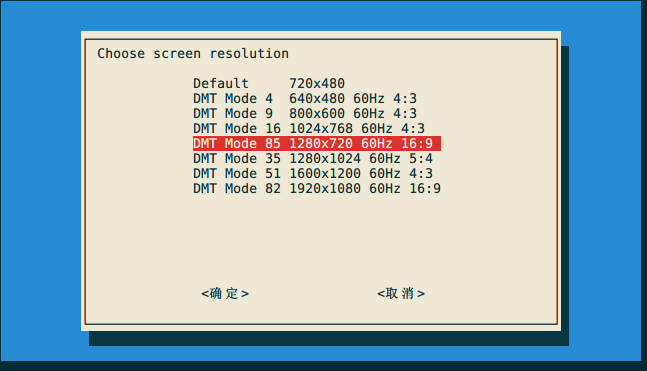 Choose screen resolution
Default 720x480
DMT Mode 4 640x480 60Hz 4:3
DMT Mode 9 800x600 60Hz 4:3
DMT Mode 16 1024x768 60Hz 4:3
DMT Mode 85 1280x720 60Hz 16:9
DMT Mode 35 1280x1024 60Hz 5:4
DMT Mode 51 1600x1200 60Hz 4:3
DMT Mode 82 1920x1080 60Hz 16:9
<确定> <取消>